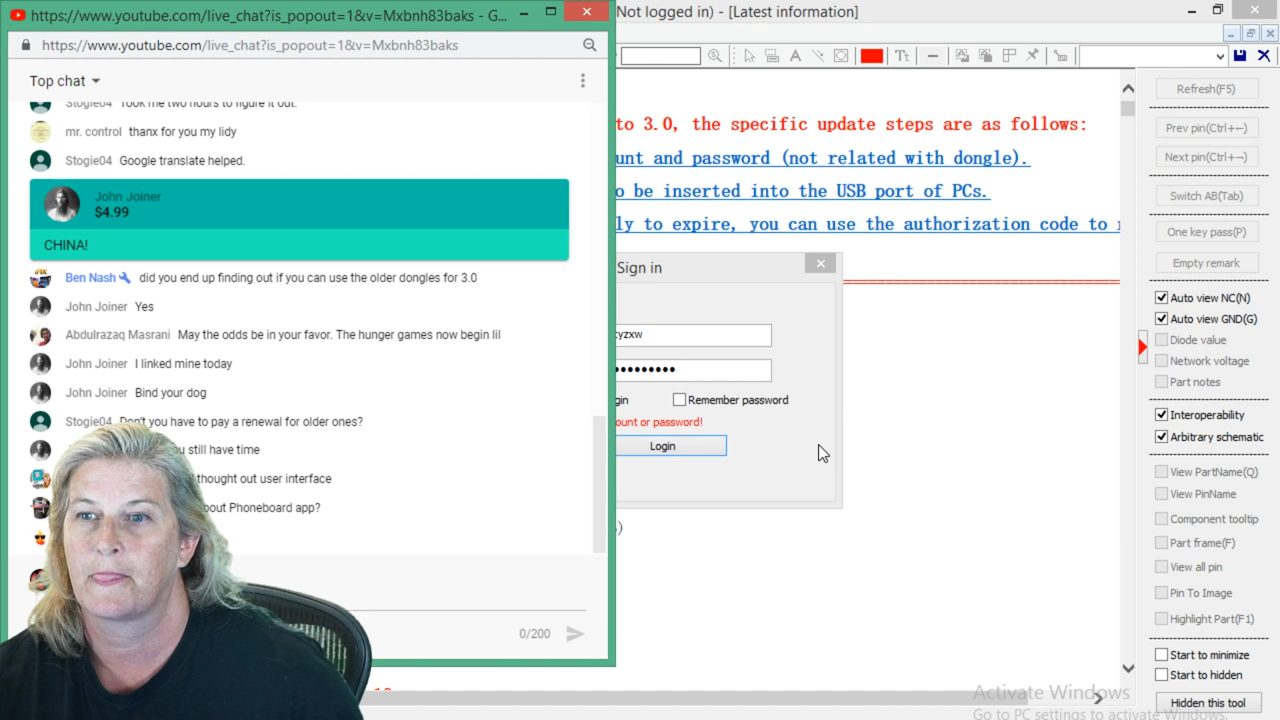 https://www.youtube.com/live_chat?is_popout=1&v=Mxbnh83baks - G...
https://www.youtube.com/live_chat?is_popout=1&v=Mxbnh83baks
Top chat
Stogie04 Took me two hours to figure it out.
mr. control thanx for you my lidy
Stogie04 Google translate helped.
John Joiner
$4.99
CHINA!
Ben Nash did you end up finding out if you can use the older dongles for 3.0
John Joiner Yes
Abdulrazaq Masrani May the odds be in your favor. The hunger games now begin lil
John Joiner I linked mine today
John Joiner Bind your dog
Stogie04 Don't you have to pay a renewal for older ones?
you still have time
thought out user interface
bout Phoneboard app?
0/200
Not logged in) - [Latest information]
to 3.0, the specific update steps are as follows:
unt and password (not related with dongle).
o be inserted into the USB port of PCs.
ly to expire, you can use the authorization code to
Sign in
yzxw
•••••••••
gin
Remember password
ount or password!
Login
Refresh(F5)
Prev pin(Ctrl+←)
Next pin(Ctrl+→)
Switch AB(Tab)
One key pass(P)
Empty remark
Auto view NC(N)
Auto view GND(G)
Diode value
Network voltage
Part notes
Interoperability
Arbitrary schematic
View PartName(Q)
View PinName
Component tooltip
Part frame(F)
View all pin
Pin To Image
Highlight Part(F1)
Start to minimize
Start to hidden
Hidden this tool
Activate Windows
Go to PC settings to activate Windows.